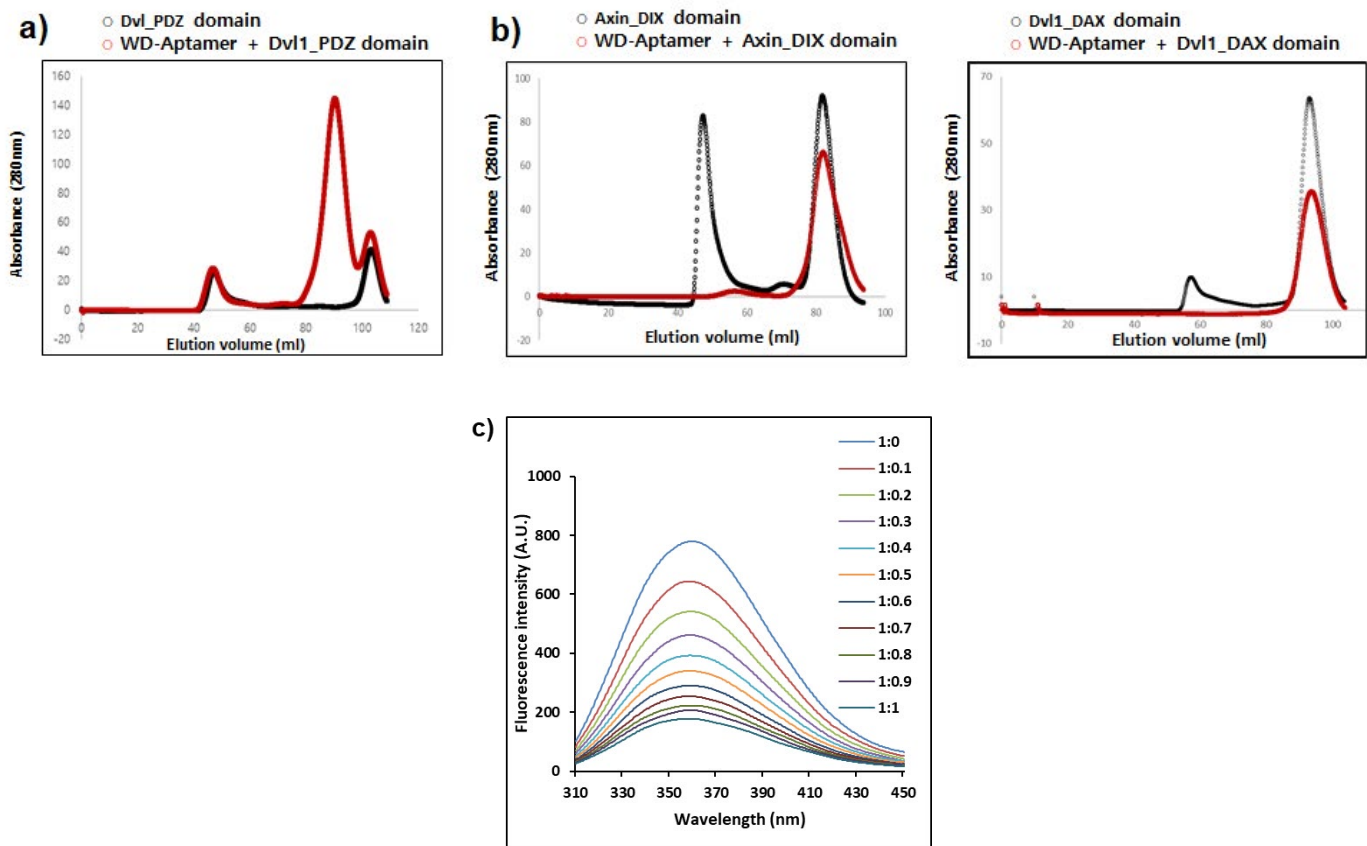 a)
○ Dvl_PDZ domain
○ WD-Aptamer + Dvl1_PDZ domain
160
140
120
100
80
60
40
20
0
-20
0 20 40 60 80 100 120
Absorbance (280nm)
Elution volume (ml)
b)
○ Axin_DIX domain
○ WD-Aptamer + Axin_DIX domain
100
80
60
40
20
0
-20
0 20 40 60 80 100
Absorbance (280nm)
Elution volume (ml)
○ Dvl1_DAX domain
○ WD-Aptamer + Dvl1_DAX domain
70
50
30
10
-10
0 20 40 60 80 100
Absorbance (280nm)
Elution volume (ml)
c)
1000
800
600
400
200
0
310 330 350 370 390 410 430 450
Fluorescence intensity (A.U.)
Wavelength (nm)
1:0
1:0.1
1:0.2
1:0.3
1:0.4
1:0.5
1:0.6
1:0.7
1:0.8
1:0.9
1:1